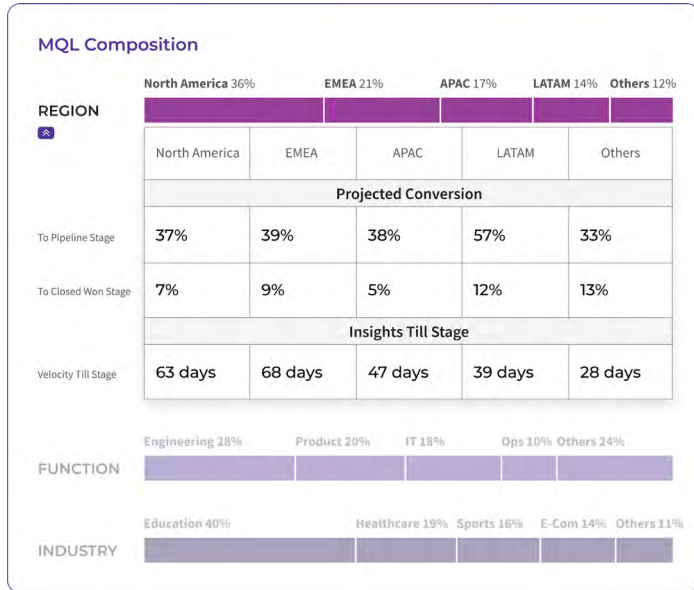 MQL Composition
North America 36% EMEA 21% APAC 17% LATAM 14% Others 12%
REGION
North America EMEA APAC LATAM Others
Projected Conversion
To Pipeline Stage 37% 39% 38% 57% 33%
To Closed Won Stage 7% 9% 5% 12% 13%
Insights Till Stage
Velocity Till Stage 63 days 68 days 47 days 39 days 28 days
Engineering 28% Product 20% IT 18% Ops 10% Others 24%
FUNCTION
Education 40% Healthcare 19% Sports 16% E-Com 14% Others 11%
INDUSTRY